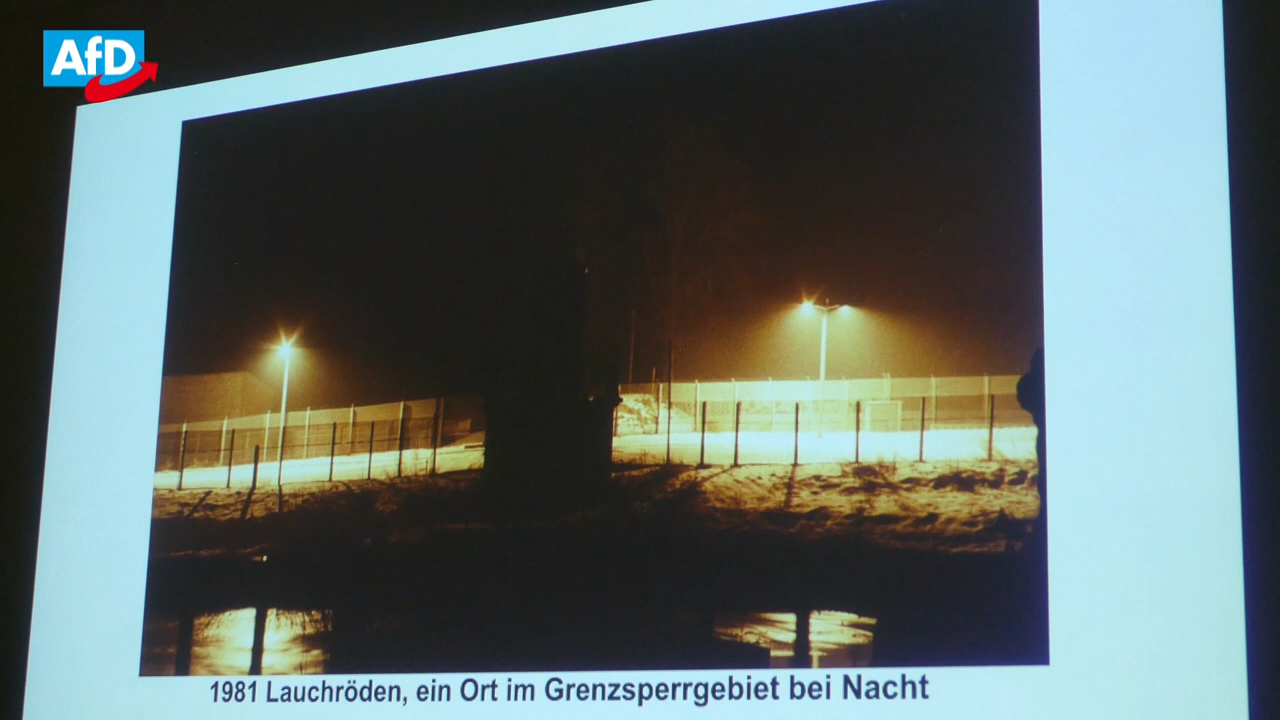 AfD
1981 Lauchröden, ein Ort im Grenzsperrgebiet bei Nacht